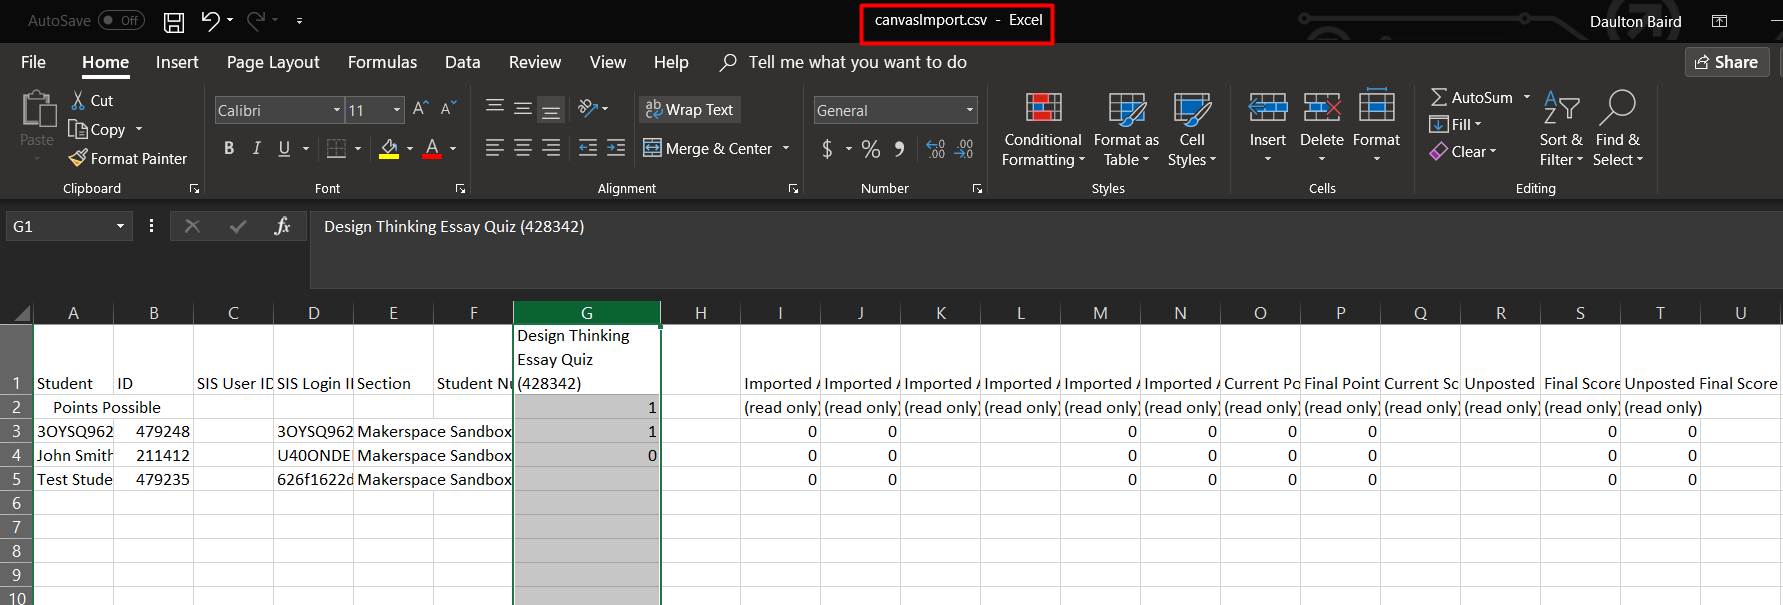 AutoSave Off
canvasImport.csv - Excel
Daulton Baird
File Home Insert Page Layout Formulas Data Review View Help Tell me what you want to do
Share
Paste
Cut
Copy
Format Painter
Clipboard
Calibri 11
B I U A
Font
ab Wrap Text
Merge & Center
Alignment
General
$ % 9 .00 .00
Number
Conditional Formatting
Format as Table
Cell Styles
Styles
Insert Delete Format
Cells
AutoSum
Fill
Clear
Sort & Filter
Find & Select
Editing
G1 fx Design Thinking Essay Quiz (428342)
A B C D E F G H I J K L M N O P Q R S T U
Design Thinking
Essay Quiz
1 Student ID SIS User ID SIS Login I Section Student Nu (428342) Imported A Imported A Imported A Imported A Imported A Imported A Current Po Final Point Current Sc Unposted Final Score Unposted Final Score
2 Points Possible 1 (read only) (read only) (read only) (read only) (read only) (read only) (read only) (read only) (read only) (read only) (read only) (read only)
3 3OYSQ962 479248 3OYSQ962 Makerspace Sandbox 1 0 0 0 0 0 0 0 0
4 John Smith 211412 U40ONDE Makerspace Sandbox 0 0 0 0 0 0 0 0 0
5 Test Stude 479235 626f1622d Makerspace Sandbox 0 0 0 0 0 0 0 0
6
7
8
9
10